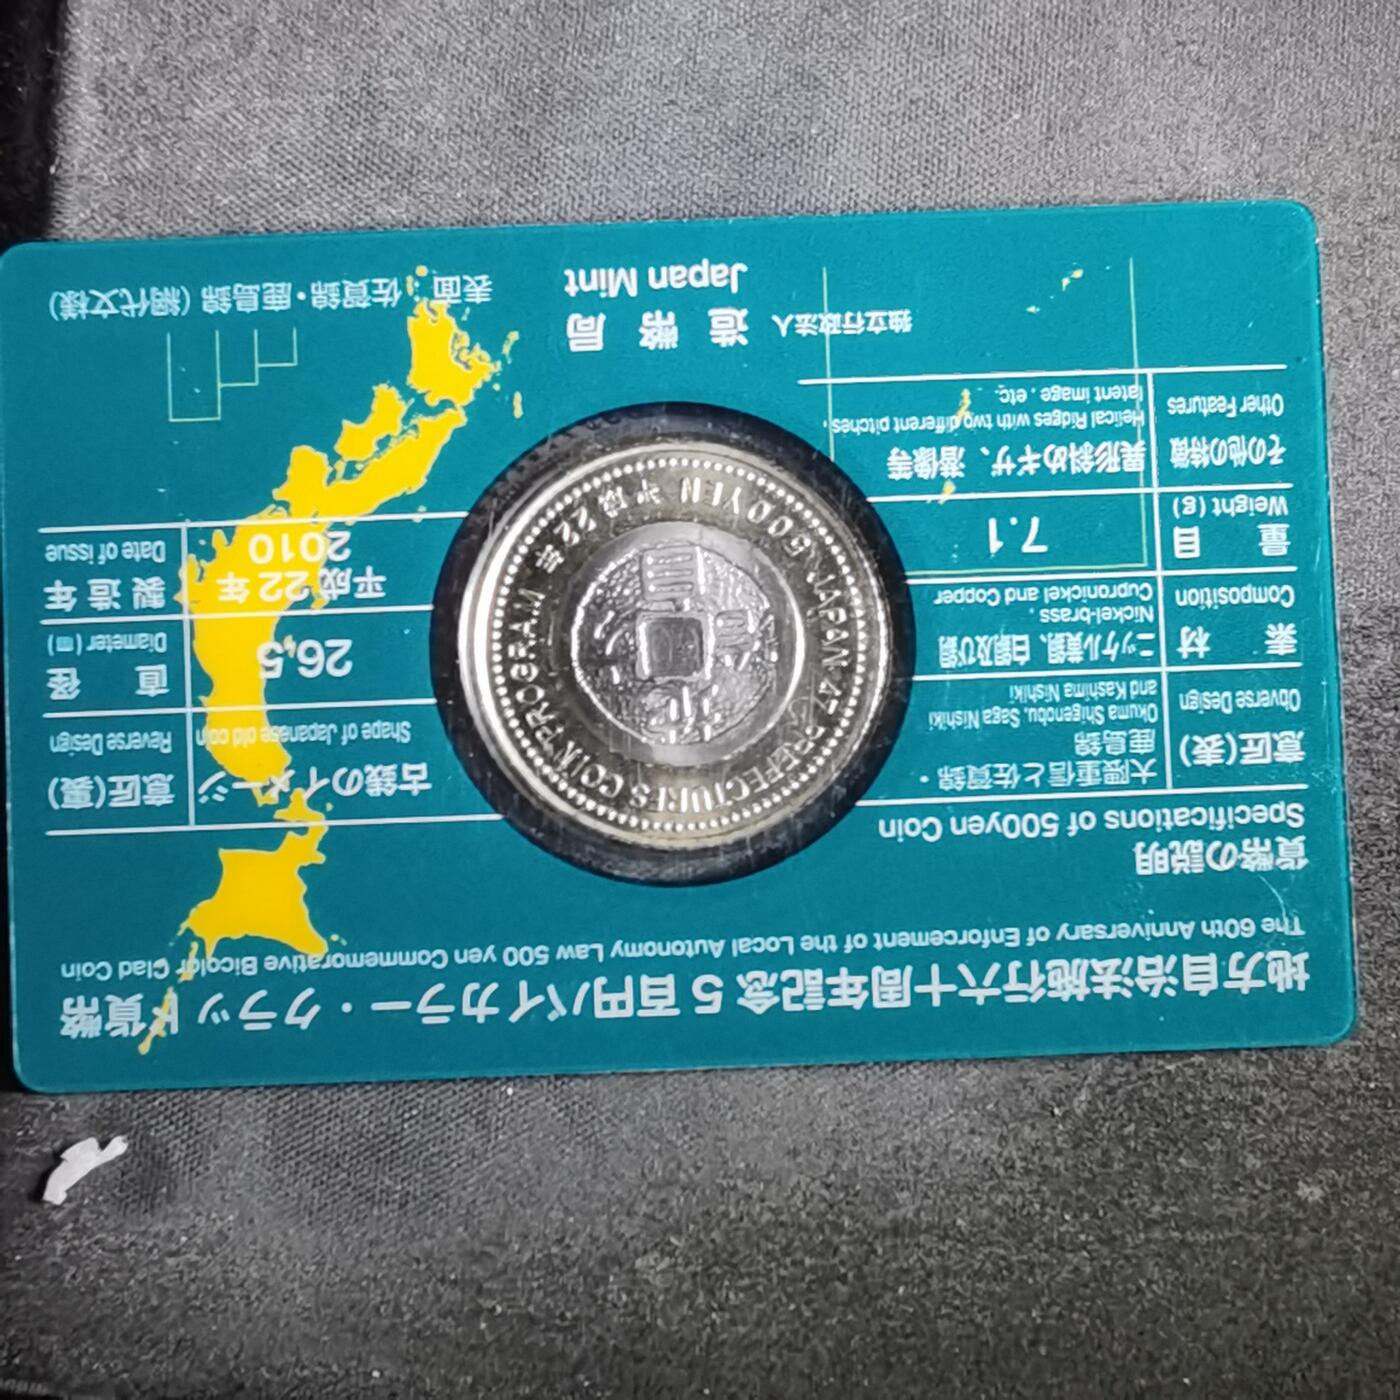 地方自治法施行六十周年記念5百円バイカラー・クラッド貨幣
The 60th Anniversary of Enforcement of the Local Autonomy Law 500 yen Commemorative Bicolor Clad Coin
貨幣の説明
Specifications of 500yen Coin
意匠(表)
Obverse Design
大隈重信と佐賀錦・
鹿島錦
Okuma Shigenobu, Saga Nishiki
and Kashima Nishiki
素材
Composition
ニッケル黄銅、白銅及び銅
Nickel-brass,
Cupronickel and Copper
量目
Weight (g)
7.1
その他の特徴
Other Features
異形斜めギザ、潜像等
Helical Ridges with two different pitches,
latent image, etc.
意匠(裏)
Reverse Design
古銭のイメージ
Shape of Japanese old coin
直径
Diameter (㎜)
26.5
製造年
Date of issue
平成22年
2010
JAPAN 47 PREFECTURES COIN PROGRAM
平成22年
500YEN
独立行政法人 造幣局
Japan Mint
表面:佐賀錦・鹿島錦(網代文様)